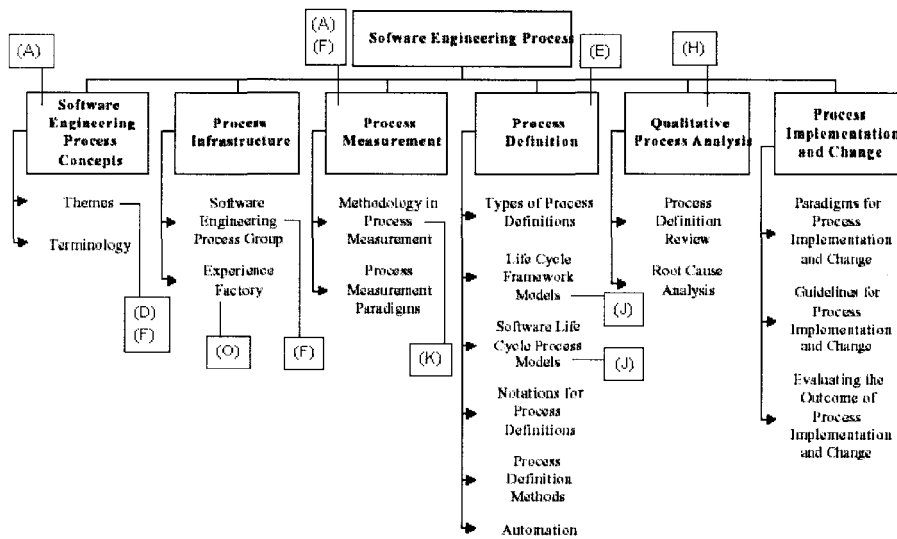 Sofware Engineering Process
(A)
(A)
(F)
(E)
(H)
Software
Engineering
Process
Concepts
Themes
Terminology
(D)
(F)
Process
Infrastructure
Software
Engineering
Process Group
Experience
Factory
(O)
(F)
Process
Measurement
Methodology in
Process
Measurement
Process
Measurement
Paradigms
(K)
Process
Definition
Types of Process
Definitions
Life Cycle
Framework
Models
(J)
Software Life
Cycle Process
Models
(J)
Notations for
Process
Definitions
Process
Definition
Methods
Automation
Qualitative
Process Analysis
Process
Definition
Review
Root Cause
Analysis
Process
Implementation
and Change
Paradigms for
Process
Implementation
and Change
Guidelines for
Process
Implementation
and Change
Evaluating the
Outcome of
Process
Implementation
and Change